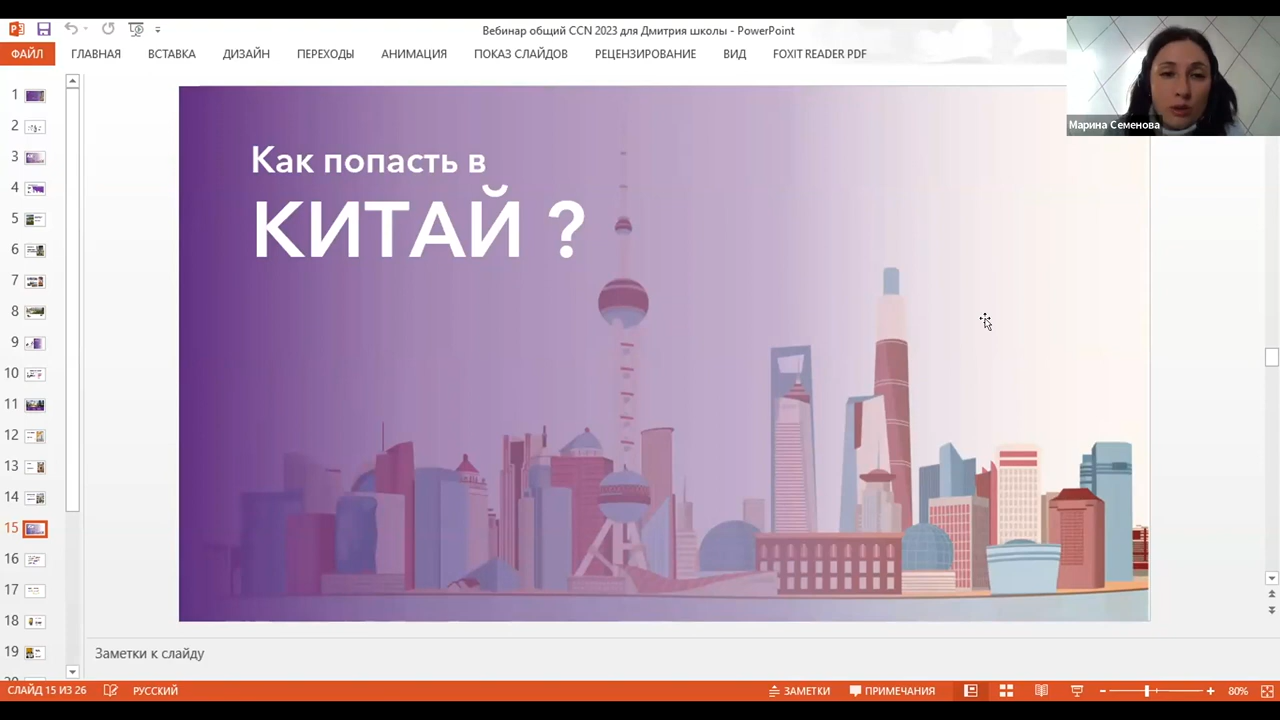 Вебинар общий CCN 2023 для Дмитрия школы - PowerPoint
ФАЙЛ ГЛАВНАЯ ВСТАВКА ДИЗАЙН ПЕРЕХОДЫ АНИМАЦИЯ ПОКАЗ СЛАЙДОВ РЕЦЕНЗИРОВАНИЕ ВИД FOXIT READER PDF
Марина Семенова
1
2
3
4
5
6
7
8
9
10
11
12
13
14
15
16
17
18
19
Как попасть в
КИТАЙ ?
Заметки к слайду
СЛАЙД 15 ИЗ 26 РУССКИЙ ЗАМЕТКИ ПРИМЕЧАНИЯ 80%